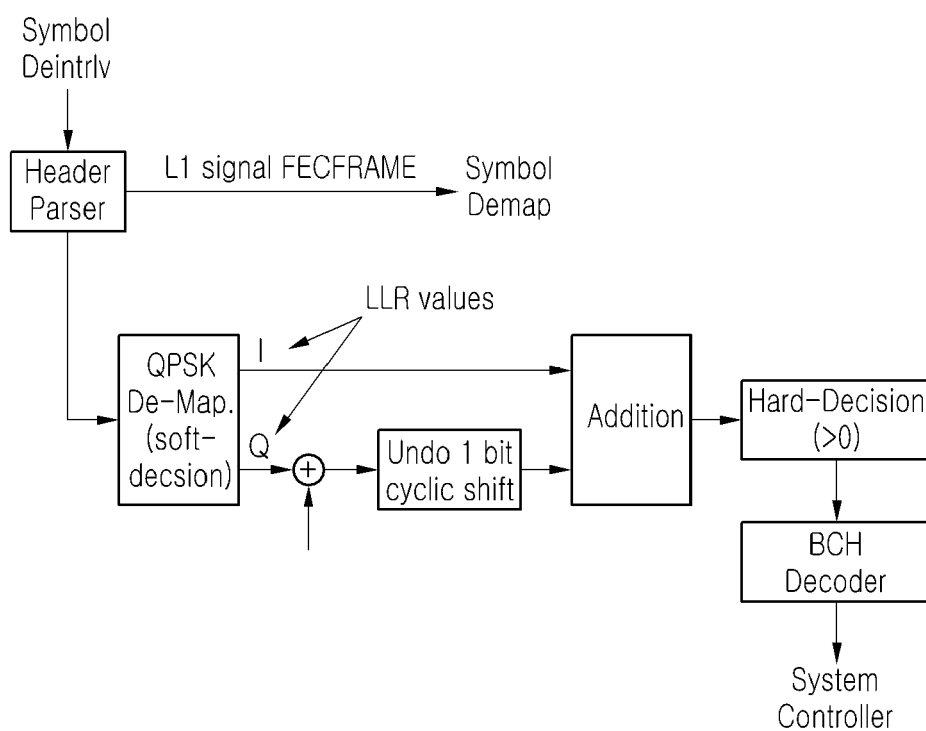 Symbol
Deintrlv
Header
Parser
L1 signal FECFRAME
Symbol
Demap
LLR values
I
QPSK
De-Map.
(soft-
decsion)
Q
+
Undo 1 bit
cyclic shift
Addition
Hard-Decision
(>0)
BCH
Decoder
System
Controller